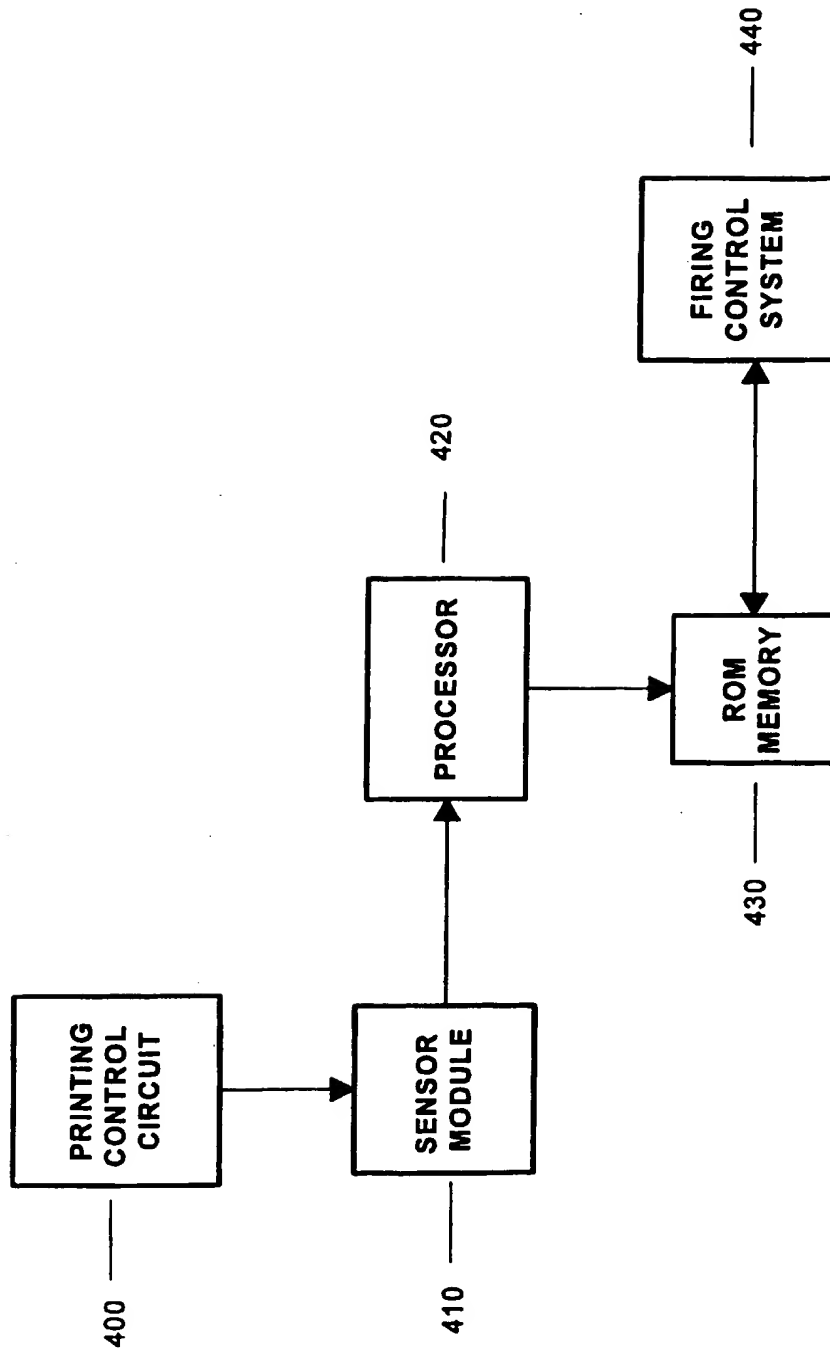 400
PRINTING
CONTROL
CIRCUIT
410
SENSOR
MODULE
PROCESSOR
420
430
ROM
MEMORY
FIRING
CONTROL
SYSTEM
440